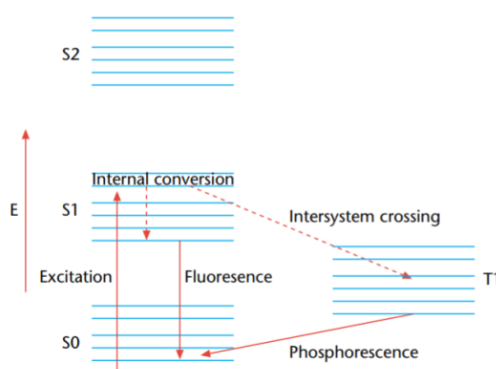 S2
Internal conversion
E
S1
Intersystem crossing
Excitation
Fluoresence
T1
S0
Phosphorescence